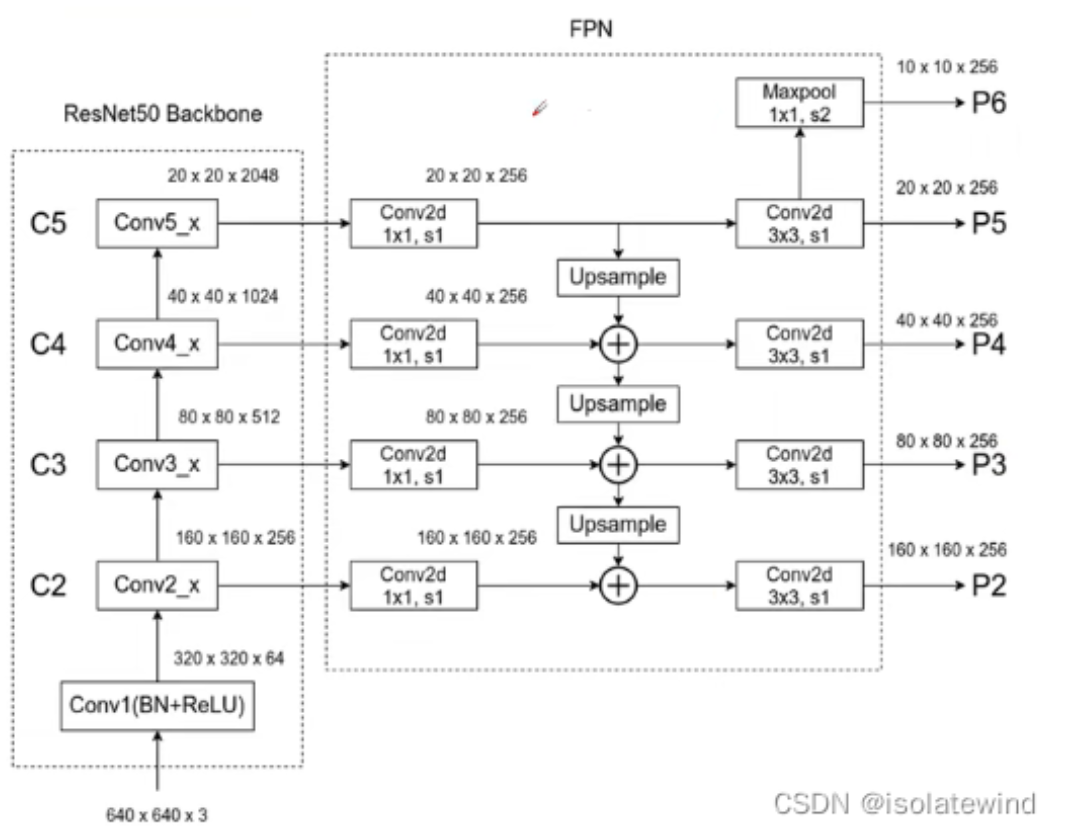 FPN
10 x 10 x 256
Maxpool
1x1, s2
P6
ResNet50 Backbone
20 x 20 x 2048
20 x 20 x 256
20 x 20 x 256
C5
Conv5_x
Conv2d
1x1, s1
Conv2d
3x3, s1
P5
Upsample
40 x 40 x 1024
40 x 40 x 256
40 x 40 x 256
C4
Conv4_x
Conv2d
1x1, s1
Conv2d
3x3, s1
P4
Upsample
80 x 80 x 512
80 x 80 x 256
80 x 80 x 256
C3
Conv3_x
Conv2d
1x1, s1
Conv2d
3x3, s1
P3
Upsample
160 x 160 x 256
160 x 160 x 256
160 x 160 x 256
C2
Conv2_x
Conv2d
1x1, s1
Conv2d
3x3, s1
P2
320 x 320 x 64
Conv1(BN+ReLU)
640 x 640 x 3
CSDN @isolatewind